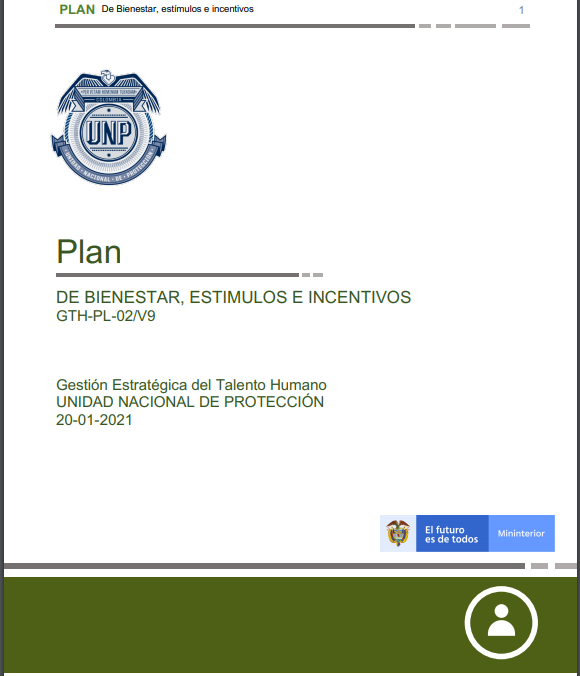 PLAN De Bienestar, estímulos e incentivos 1
COLOMBIA
UNP
UNIDAD NACIONAL DE PROTECCIÓN
Plan
DE BIENESTAR, ESTIMULOS E INCENTIVOS
GTH-PL-02/V9
Gestión Estratégica del Talento Humano
UNIDAD NACIONAL DE PROTECCIÓN
20-01-2021
El futuro
es de todos
Mininterior